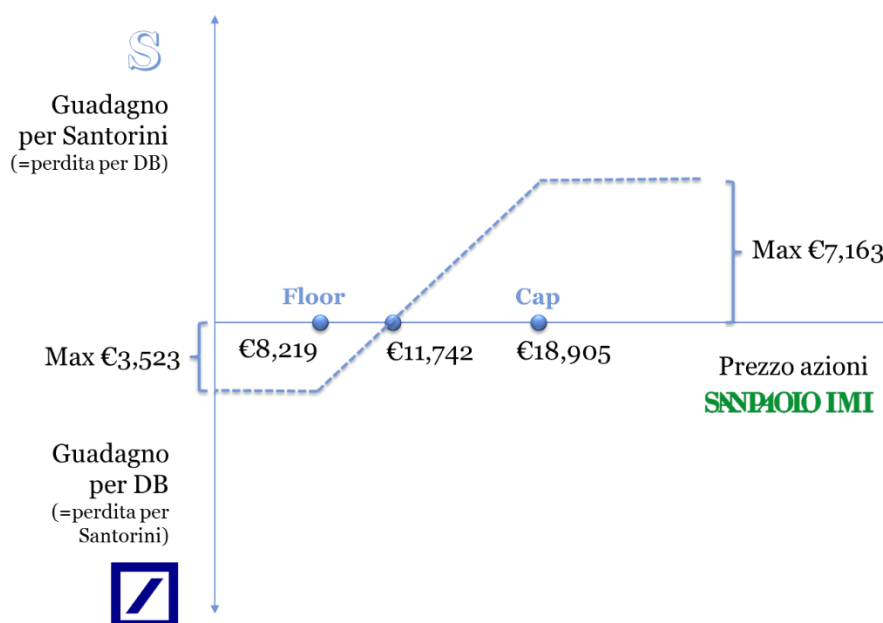 S
Guadagno
per Santorini
(=perdita per DB)
Max €7,163
Floor
Cap
Max €3,523
€8,219
€11,742
€18,905
Prezzo azioni
SANPAOLO IMI
Guadagno
per DB
(=perdita per
Santorini)